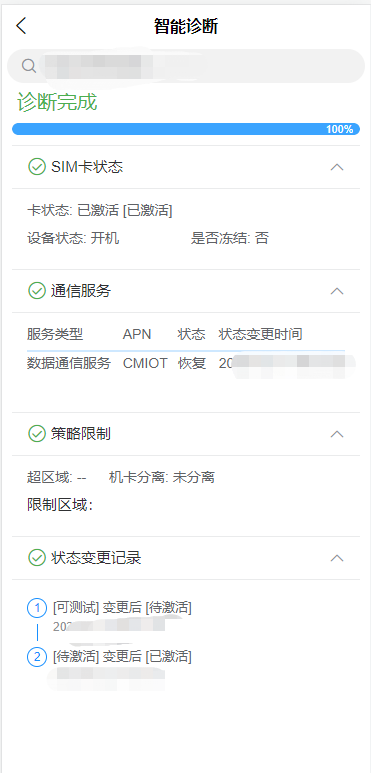 智能诊断
诊断完成
100%
SIM卡状态
卡状态: 已激活 [已激活]
设备状态: 开机 是否冻结: 否
通信服务
服务类型 APN 状态 状态变更时间
数据通信服务 CMIOT 恢复 20
策略限制
超区域: -- 机卡分离: 未分离
限制区域:
状态变更记录
1 [可测试] 变更后 [待激活]
202
2 [待激活] 变更后 [已激活]